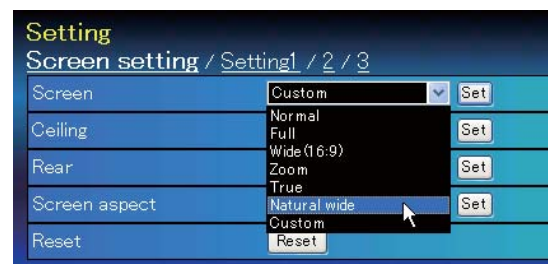 Setting
Screen setting / Setting1 / 2 / 3
Screen Custom Set
Normal
Ceiling Full Set
Wide(16:9)
Rear Zoom Set
True
Screen aspect Natural wide Set
Custom
Reset Reset